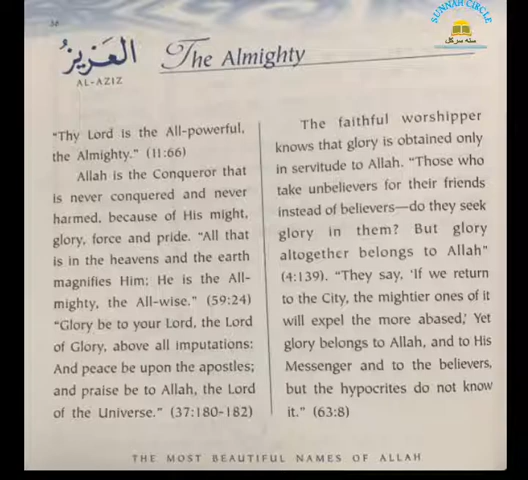 SUNNAH CIRCLE
سنه سركل
العَزيزُ
The Almighty
AL-AZIZ
“Thy Lord is the All-powerful,
the Almighty.” (11:66)
Allah is the Conqueror that
is never conquered and never
harmed, because of His might,
glory, force and pride. “All that
is in the heavens and the earth
magnifies Him; He is the All-
mighty, the All-wise.” (59:24)
“Glory be to your Lord, the Lord
of Glory, above all imputations:
And peace be upon the apostles;
and praise be to Allah, the Lord
of the Universe.” (37:180-182)
The faithful worshipper
knows that glory is obtained only
in servitude to Allah. “Those who
take unbelievers for their friends
instead of believers—do they seek
glory in them? But glory
altogether belongs to Allah”
(4:139). “They say, ‘If we return
to the City, the mightier ones of it
will expel the more abased;’ Yet
glory belongs to Allah, and to His
Messenger and to the believers,
but the hypocrites do not know
it.” (63:8)
THE MOST BEAUTIFUL NAMES OF ALLAH